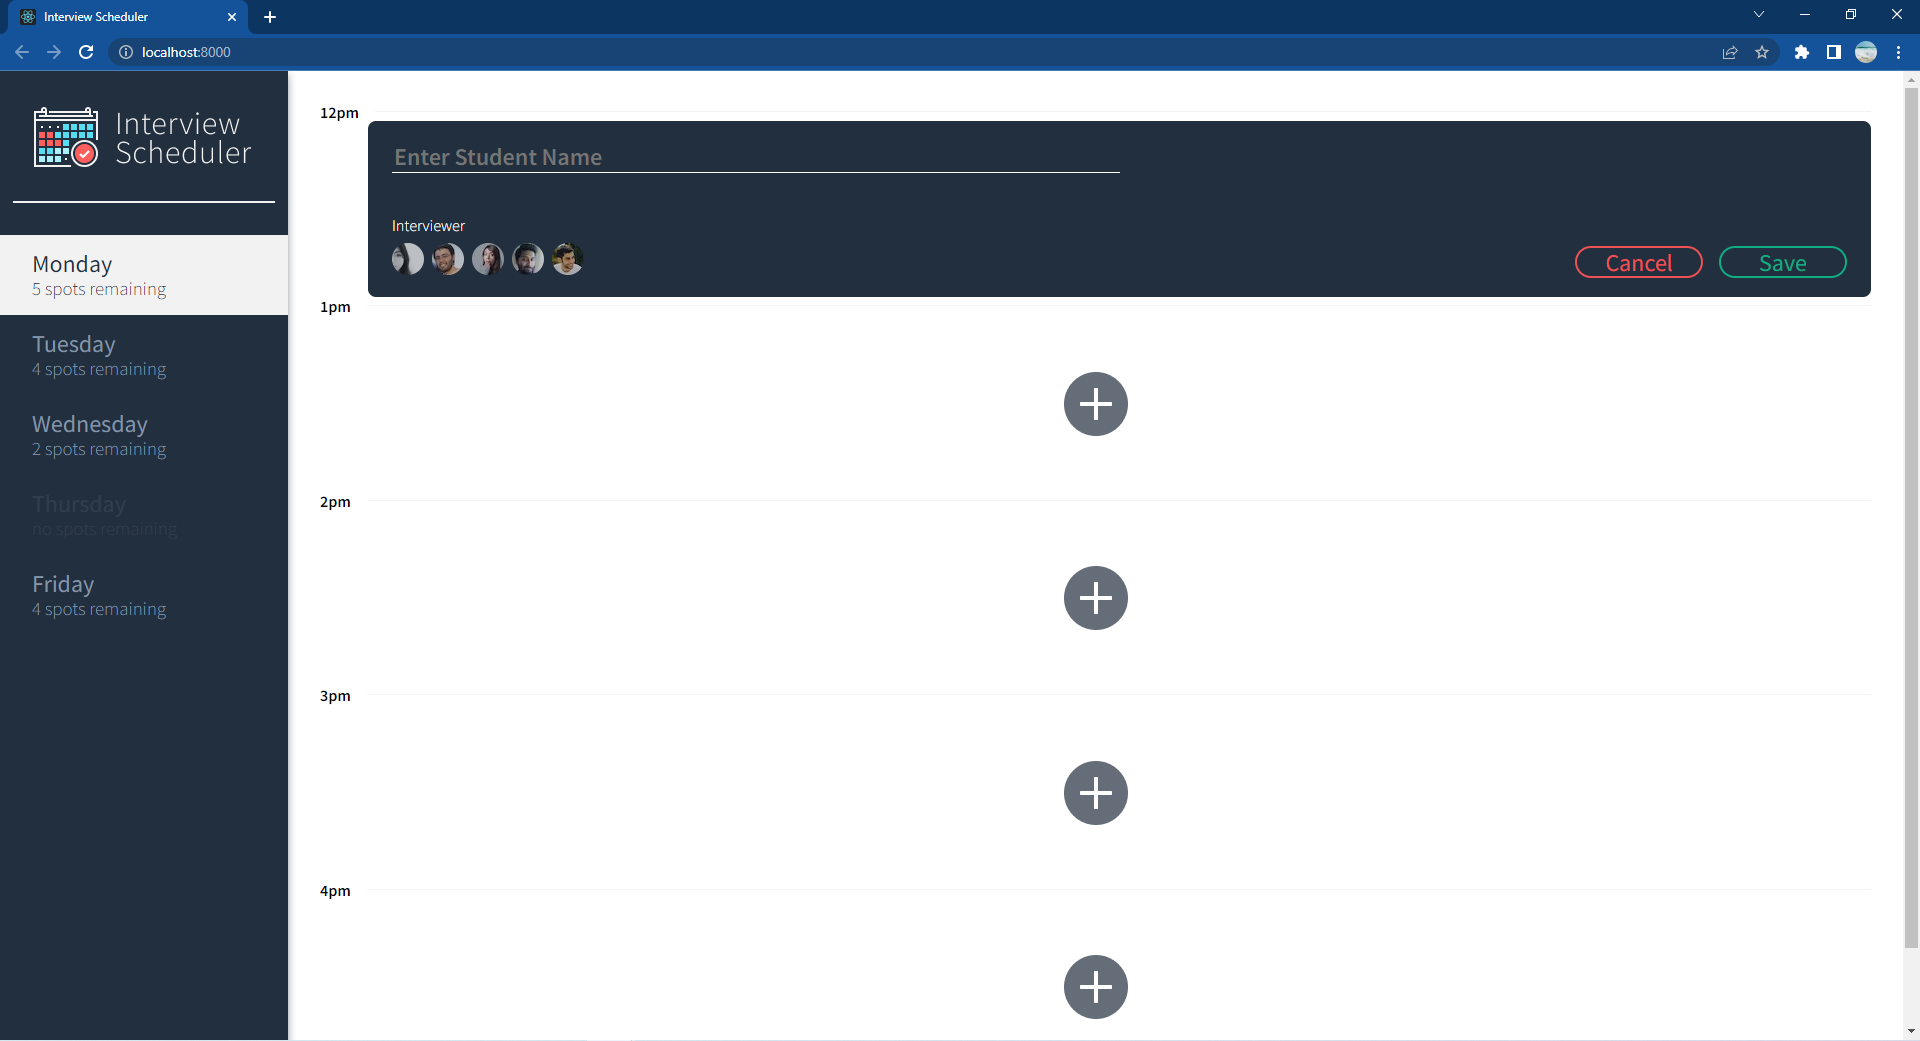 Interview Scheduler
localhost:8000
Interview
Scheduler
Monday
5 spots remaining
Tuesday
4 spots remaining
Wednesday
2 spots remaining
Thursday
no spots remaining
Friday
4 spots remaining
12pm
Enter Student Name
Interviewer
Cancel
Save
1pm
2pm
3pm
4pm